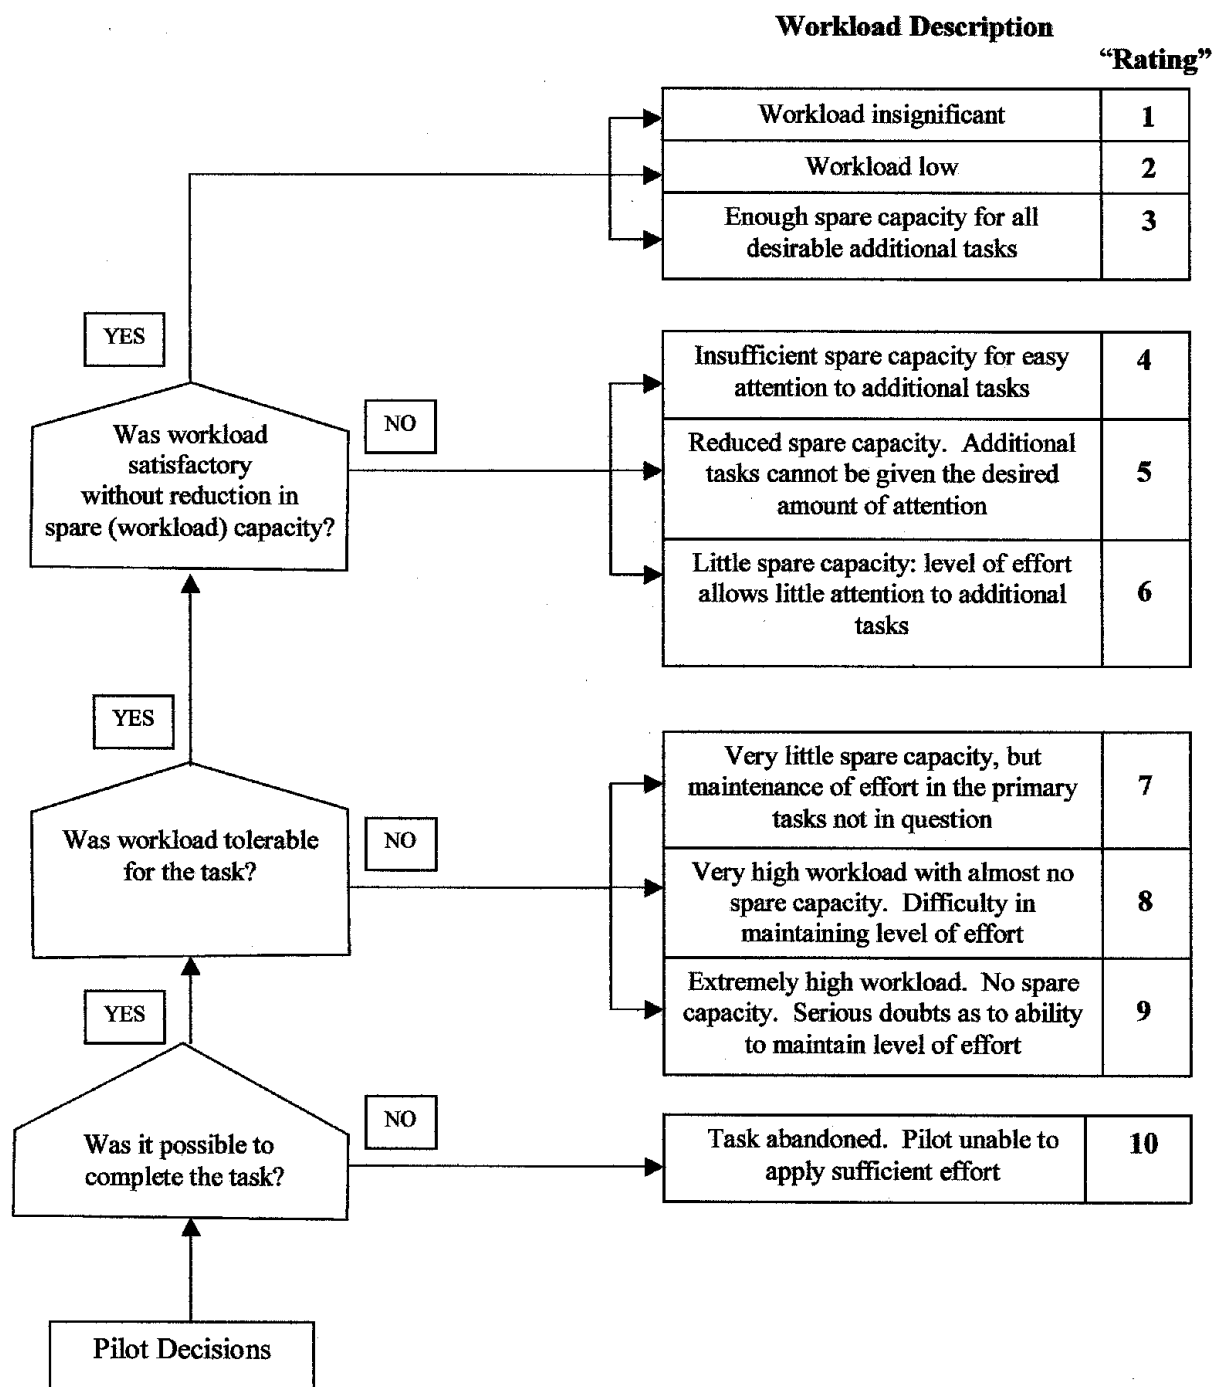 Workload Description
“Rating”
Workload insignificant
1
Workload low
2
Enough spare capacity for all
desirable additional tasks
3
YES
Insufficient spare capacity for easy
attention to additional tasks
4
NO
Was workload
satisfactory
without reduction in
spare (workload) capacity?
Reduced spare capacity. Additional
tasks cannot be given the desired
amount of attention
5
Little spare capacity: level of effort
allows little attention to additional
tasks
6
YES
Very little spare capacity, but
maintenance of effort in the primary
tasks not in question
7
Was workload tolerable
for the task?
NO
Very high workload with almost no
spare capacity. Difficulty in
maintaining level of effort
8
YES
Extremely high workload. No spare
capacity. Serious doubts as to ability
to maintain level of effort
9
NO
Was it possible to
complete the task?
Task abandoned. Pilot unable to
apply sufficient effort
10
Pilot Decisions